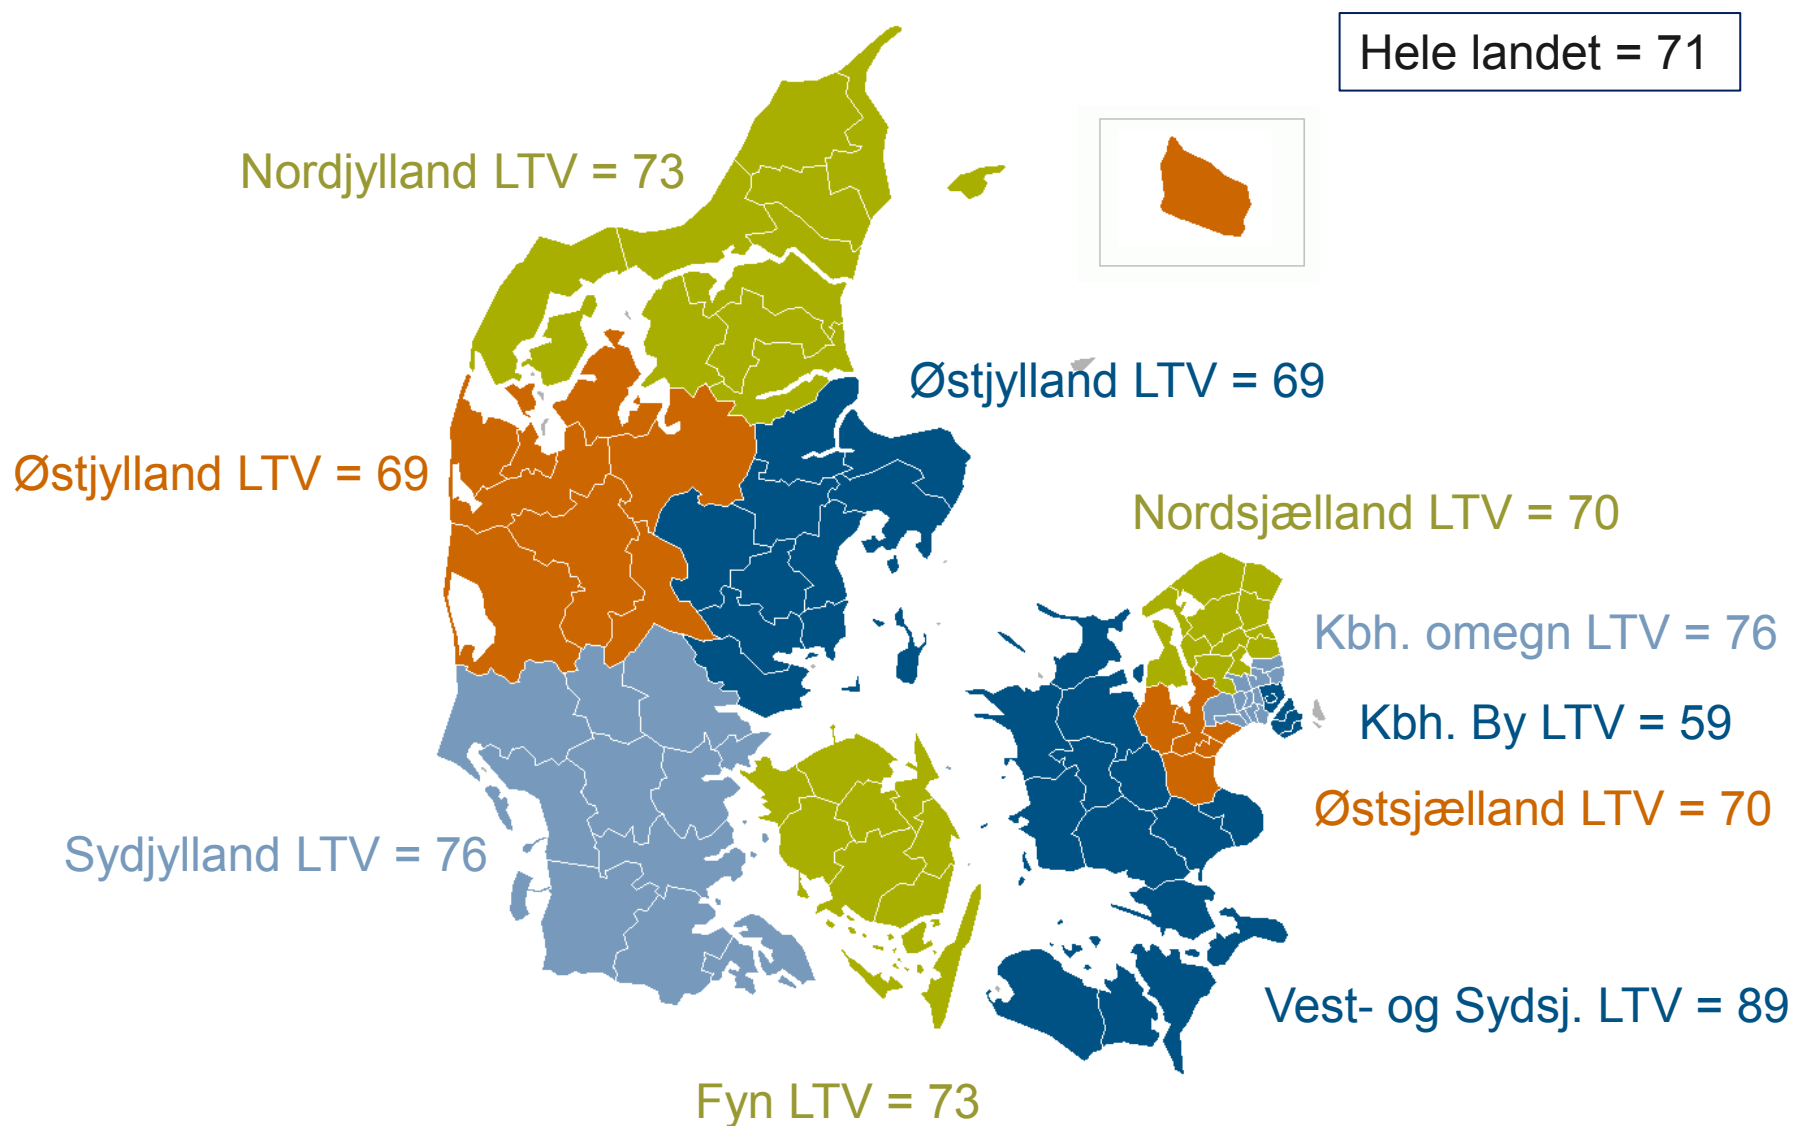 Hele landet = 71
Nordjylland LTV = 73
Østjylland LTV = 69
Østjylland LTV = 69
Nordsjælland LTV = 70
Kbh. omegn LTV = 76
Kbh. By LTV = 59
Østsjælland LTV = 70
Sydjylland LTV = 76
Vest- og Sydsj. LTV = 89
Fyn LTV = 73